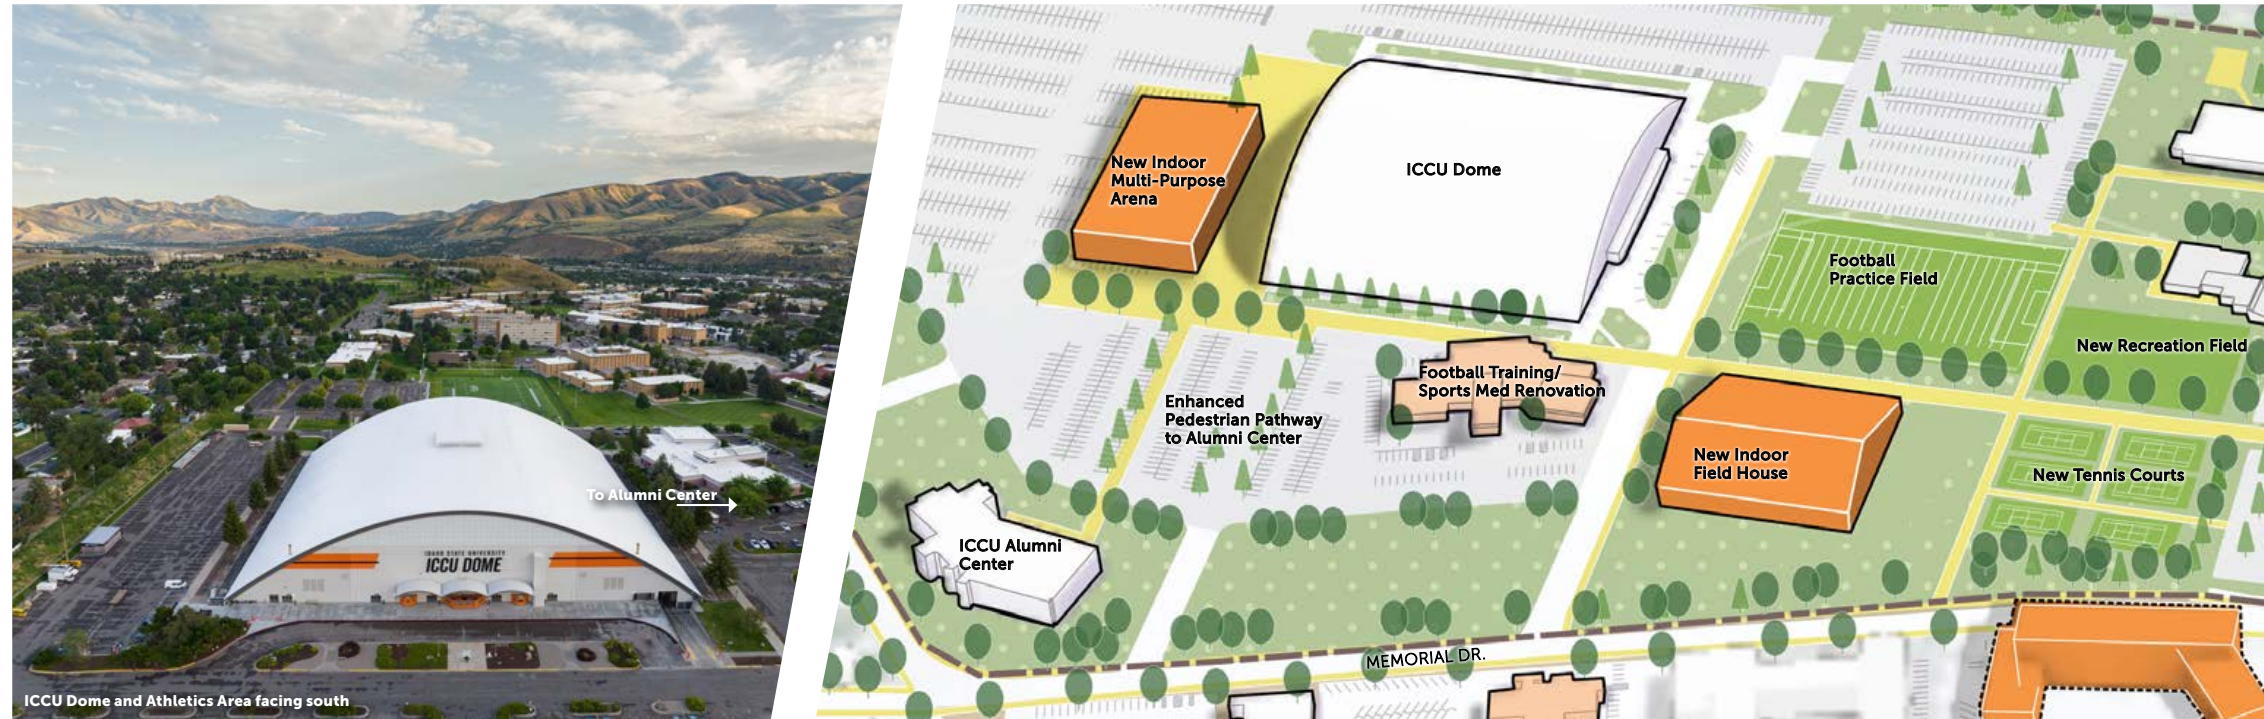 To Alumni Center
IDAHO STATE UNIVERSITY
ICCU DOME
ICCU Dome and Athletics Area facing south
New Indoor
Multi-Purpose
Arena
ICCU Dome
Football
Practice Field
New Recreation Field
Football Training/
Sports Med Renovation
Enhanced
Pedestrian Pathway
to Alumni Center
New Indoor
Field House
New Tennis Courts
ICCU Alumni
Center
MEMORIAL DR.